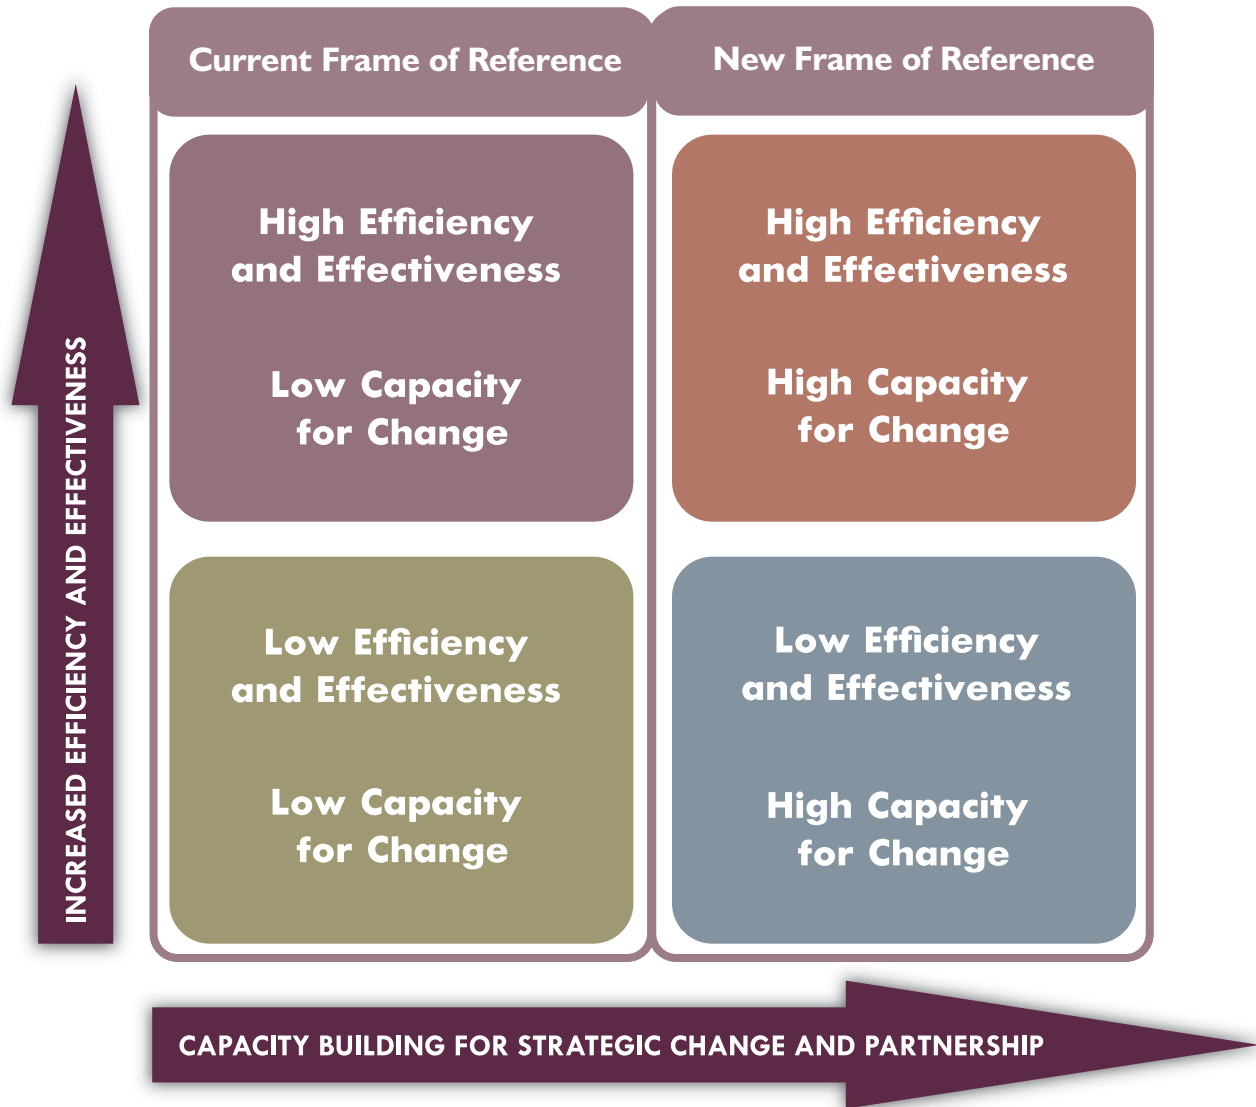 Current Frame of Reference
New Frame of Reference
High Efficiency
and Effectiveness
Low Capacity
for Change
High Efficiency
and Effectiveness
High Capacity
for Change
Low Efficiency
and Effectiveness
Low Capacity
for Change
Low Efficiency
and Effectiveness
High Capacity
for Change
INCREASED EFFICIENCY AND EFFECTIVENESS
CAPACITY BUILDING FOR STRATEGIC CHANGE AND PARTNERSHIP